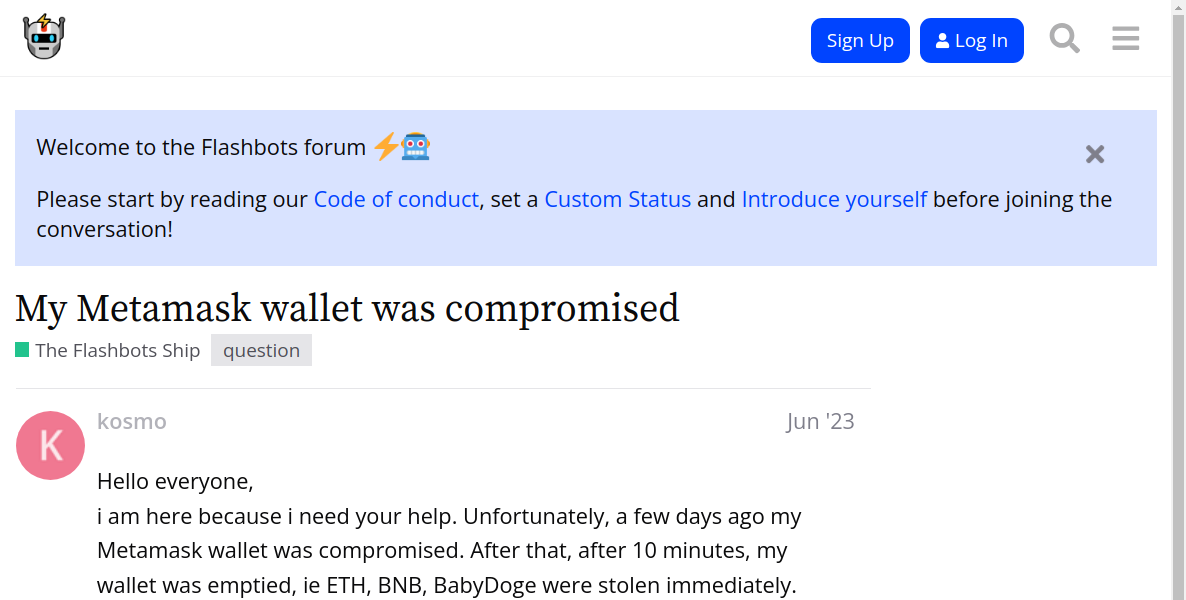 Sign Up
Log In
Welcome to the Flashbots forum
Please start by reading our Code of conduct, set a Custom Status and Introduce yourself before joining the
conversation!
My Metamask wallet was compromised
The Flashbots Ship
question
K
kosmo
Jun '23
Hello everyone,
i am here because i need your help. Unfortunately, a few days ago my
Metamask wallet was compromised. After that, after 10 minutes, my
wallet was emptied, ie ETH, BNB, BabyDoge were stolen immediately.